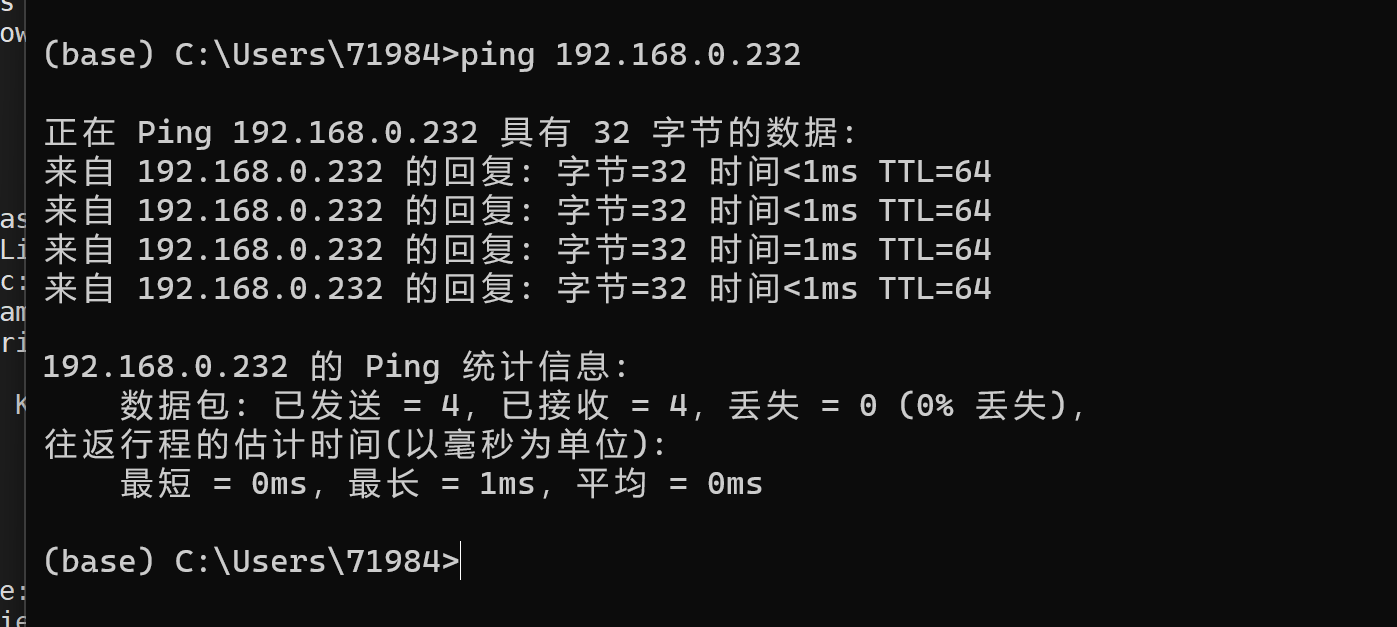 s
ow
(base) C:\Users\71984>ping 192.168.0.232
正在 Ping 192.168.0.232 具有 32 字节的数据:
来自 192.168.0.232 的回复: 字节=32 时间<1ms TTL=64
来自 192.168.0.232 的回复: 字节=32 时间<1ms TTL=64
as
来自 192.168.0.232 的回复: 字节=32 时间=1ms TTL=64
Li
来自 192.168.0.232 的回复: 字节=32 时间<1ms TTL=64
c:
am
ri
192.168.0.232 的 Ping 统计信息:
数据包: 已发送 = 4, 已接收 = 4, 丢失 = 0 (0% 丢失),
K
往返行程的估计时间(以毫秒为单位):
最短 = 0ms, 最长 = 1ms, 平均 = 0ms
(base) C:\Users\71984>
e:
ie